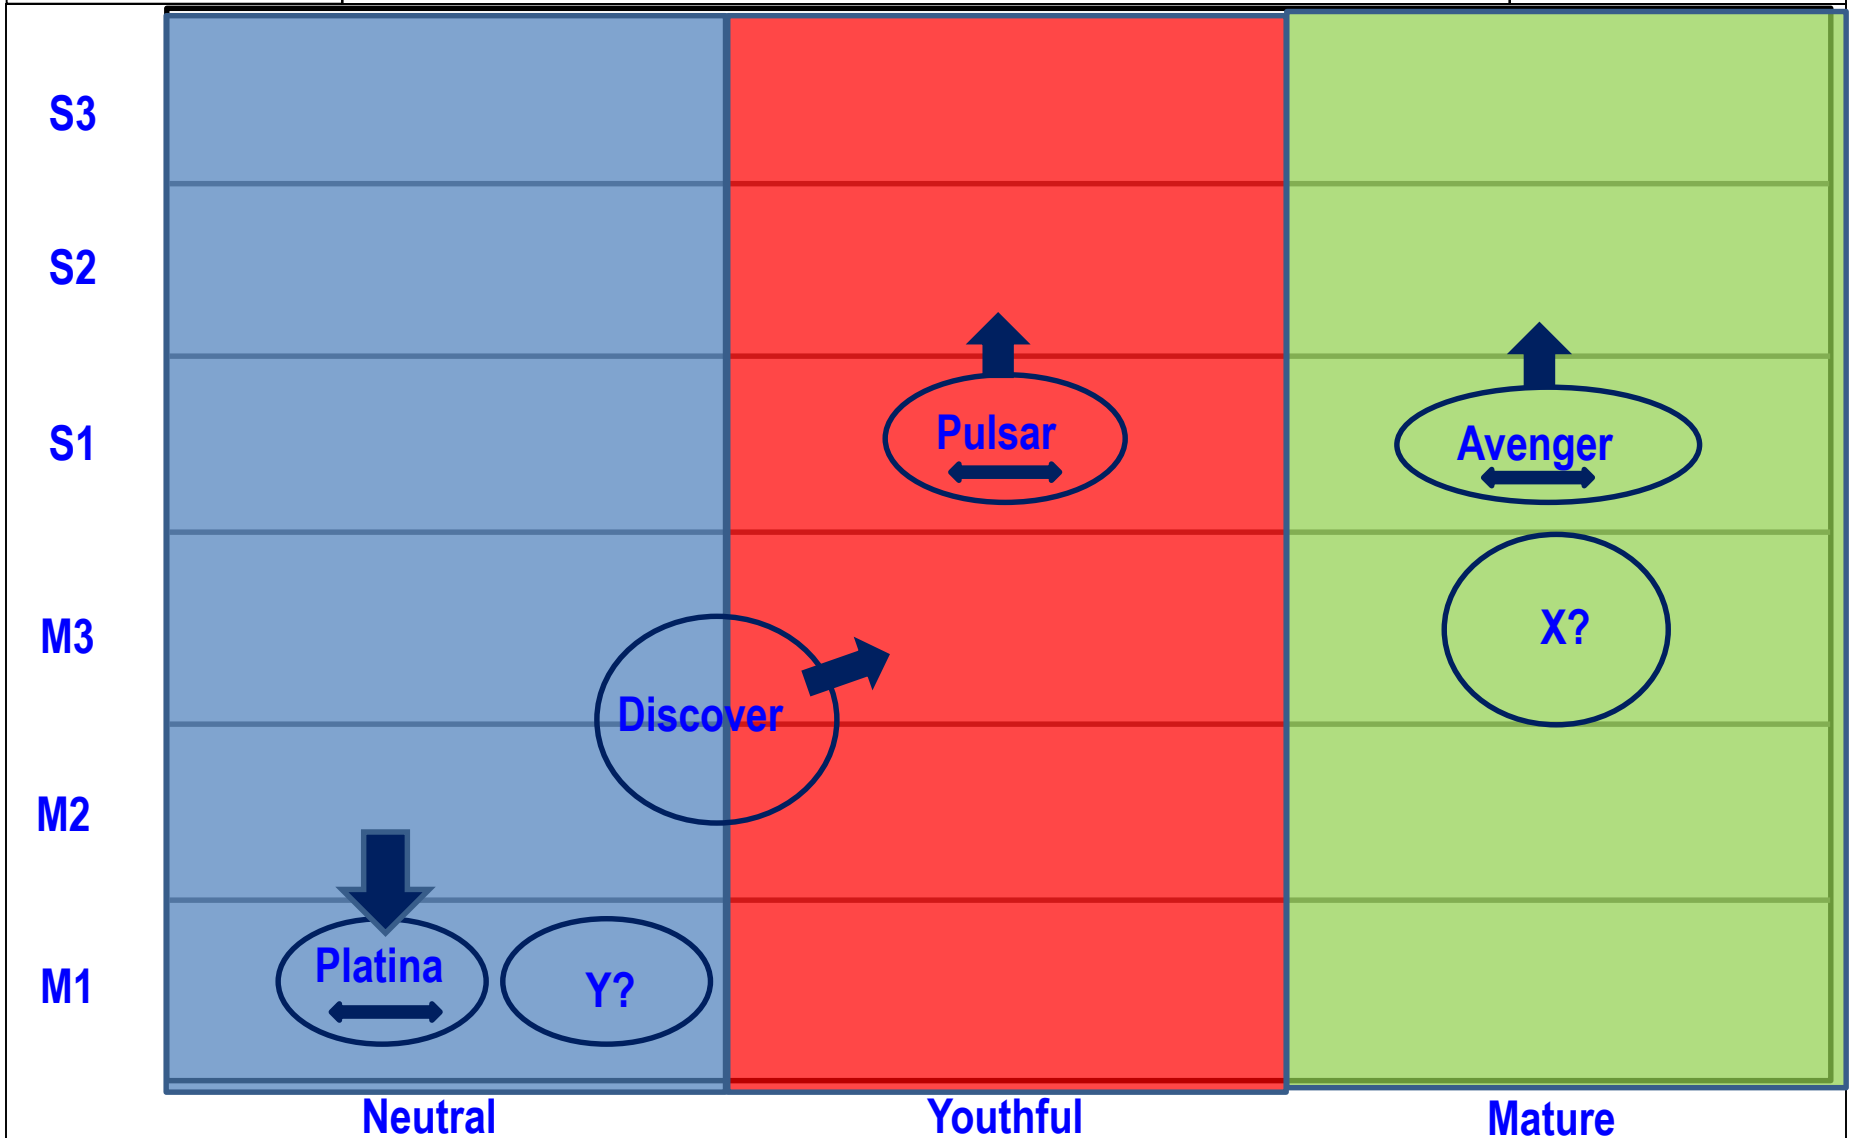 S3
S2
S1
Pulsar
Avenger
M3
X?
Discover
M2
M1
Platina
Y?
Neutral
Youthful
Mature